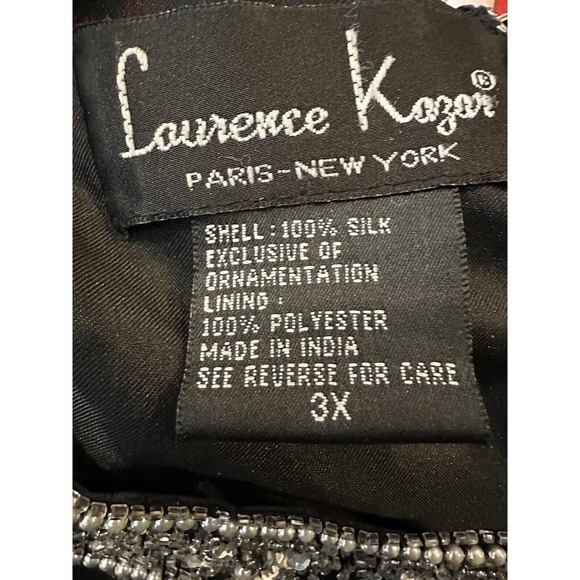 Laurence Kazar®
PARIS-NEW YORK
SHELL: 100% SILK
EXCLUSIVE OF
ORNAMENTATION
LINING:
100% POLYESTER
MADE IN INDIA
SEE REVERSE FOR CARE
3X